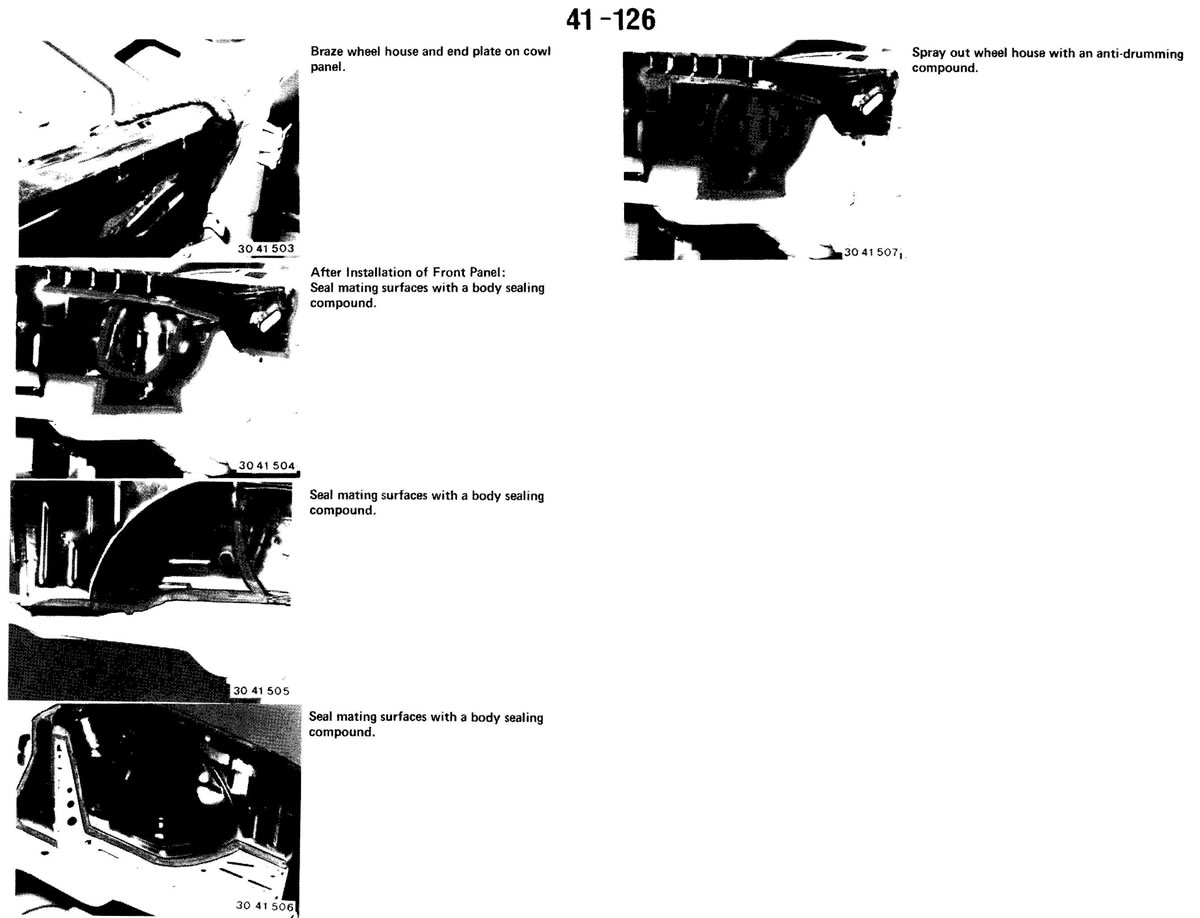 41-126
Braze wheel house and end plate on cowl
panel.
30 41 503
After Installation of Front Panel:
Seal mating surfaces with a body sealing
compound.
30 41 504
Seal mating surfaces with a body sealing
compound.
30 41 505
Seal mating surfaces with a body sealing
compound.
30 41 506
Spray out wheel house with an anti-drumming
compound.
30 41 507